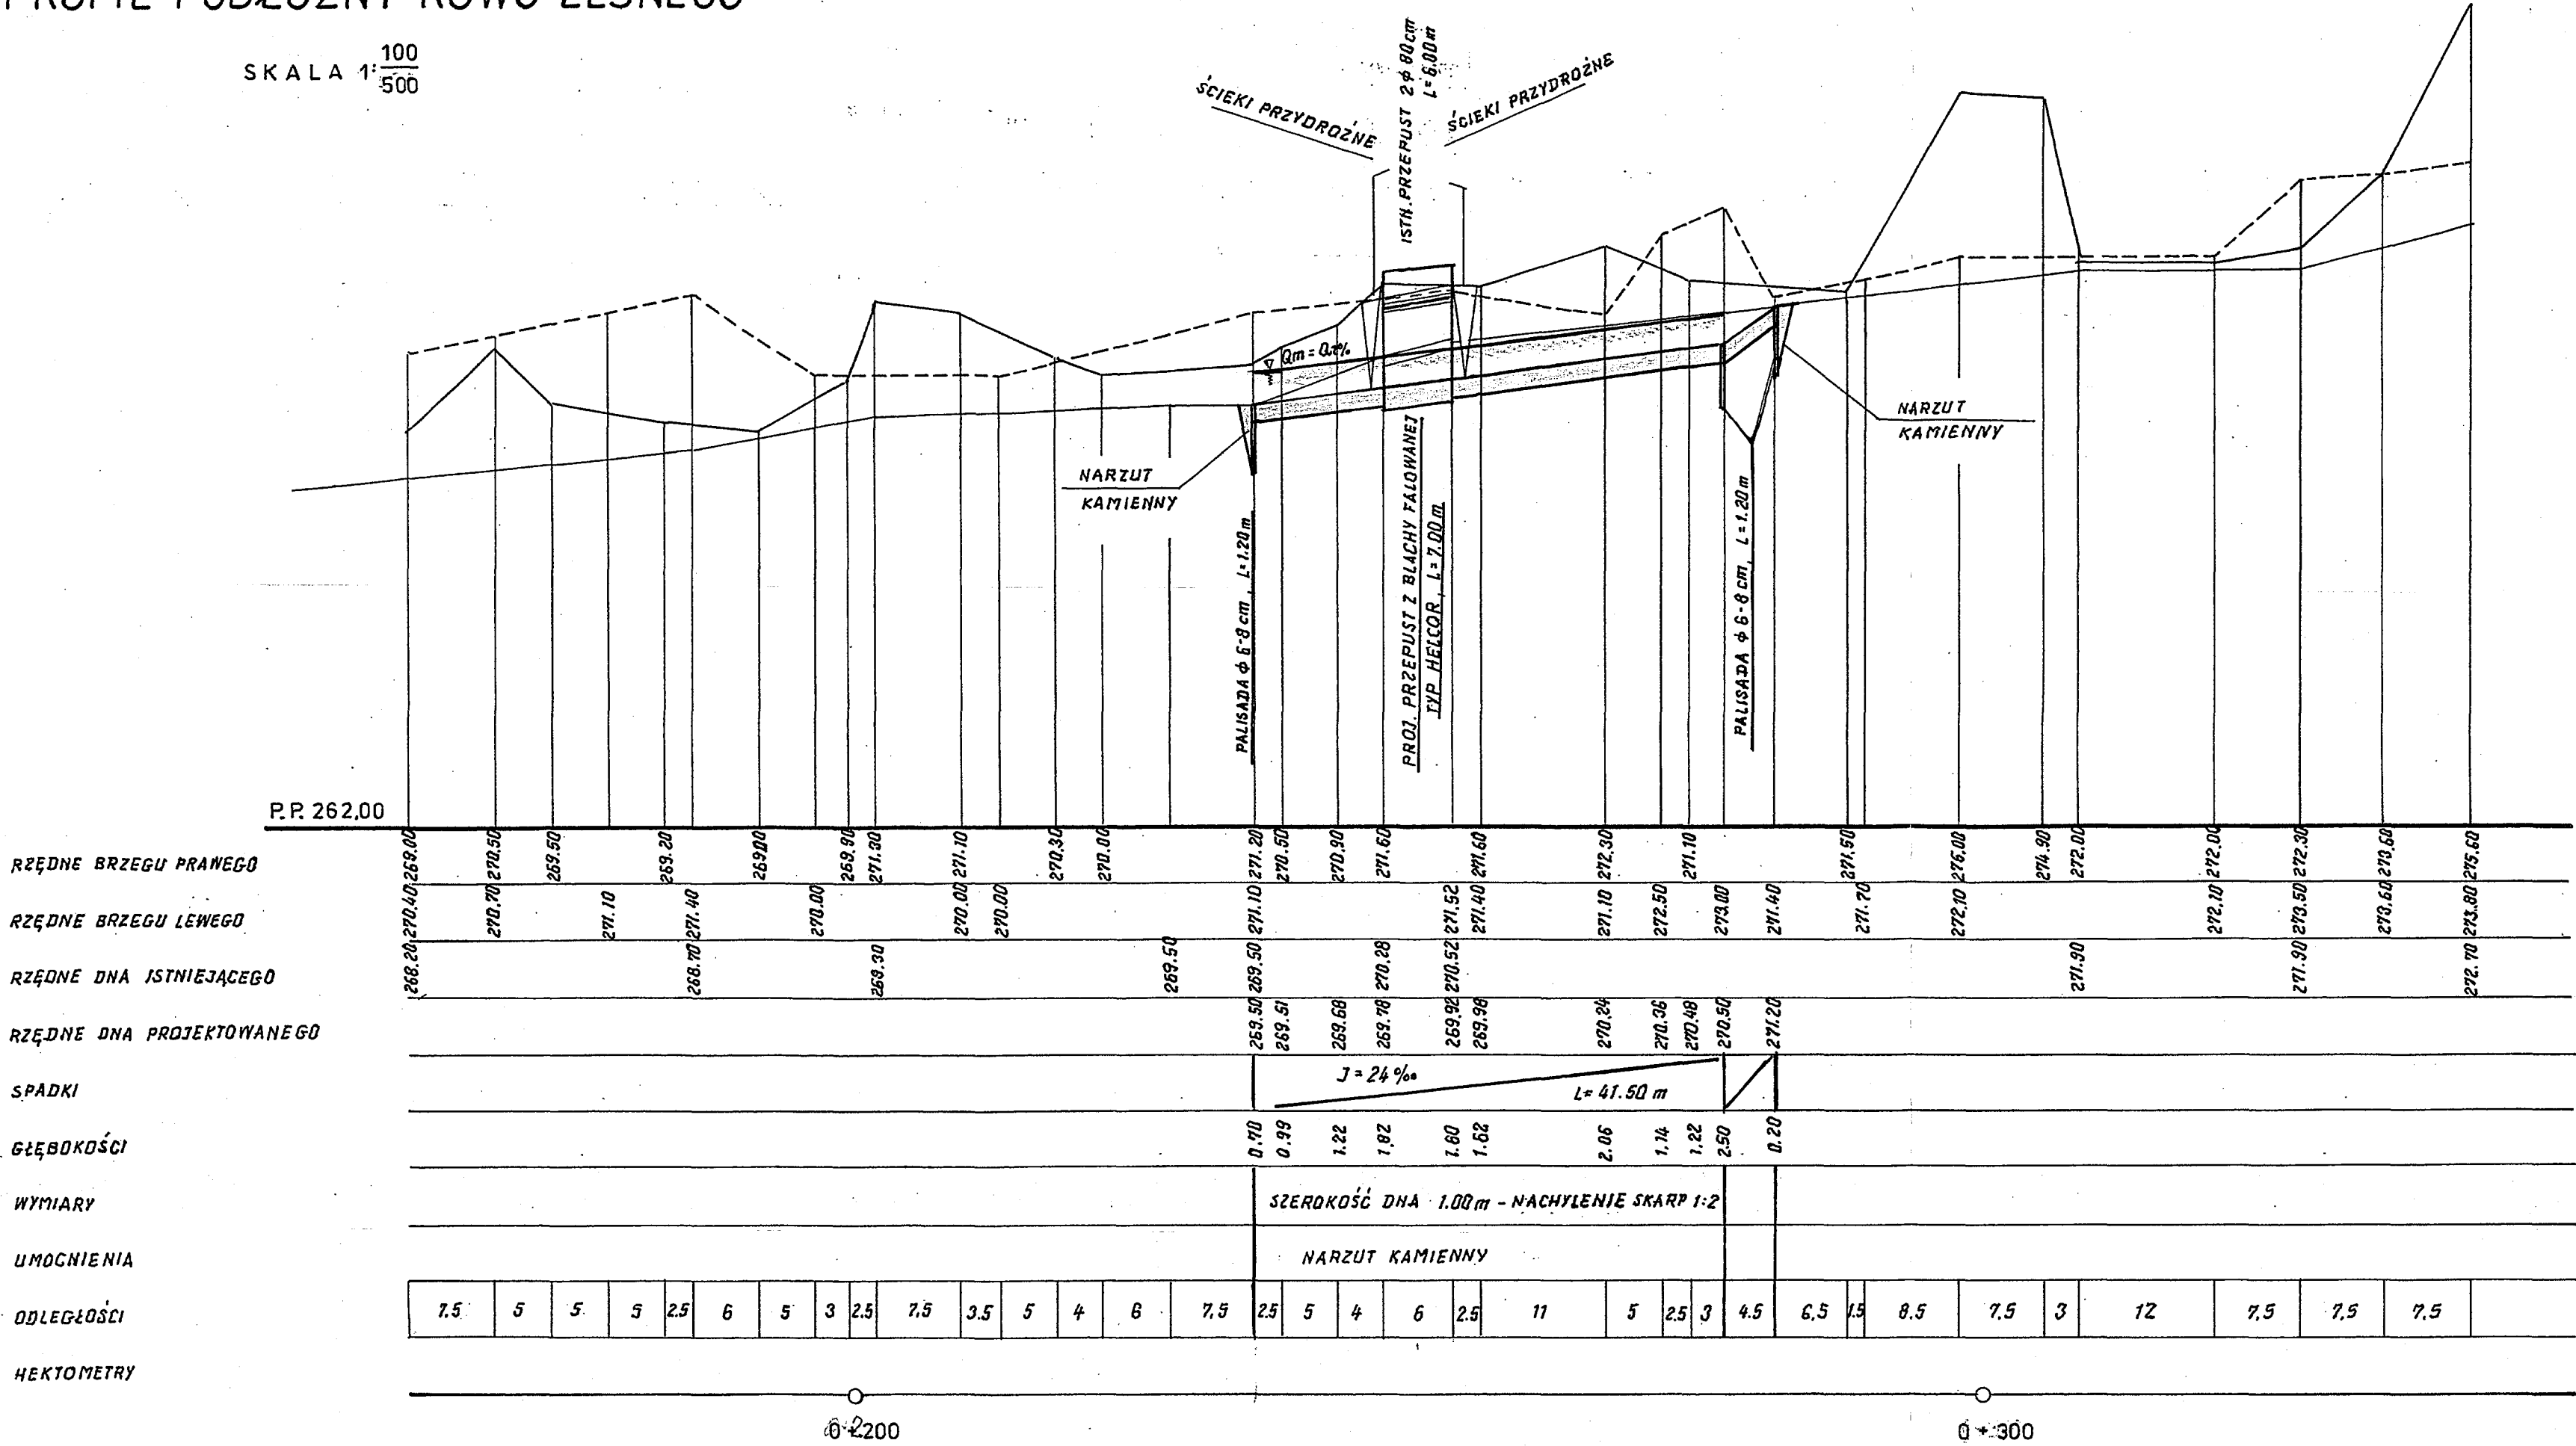 PROFIL PODŁUŻNY ROWU LEŚNEGO
SKALA 1: 100
500
ŚCIEKI PRZYDROŻNE
ISTN. PRZEPUST 2φ80cm
L=6.00m
ŚCIEKI PRZYDROŻNE
Qm = 0.2%
NARZUT
KAMIENNY
NARZUT
KAMIENNY
PALISADA φ 6-8 cm, L=1.20m
PROJ. PRZEPUST Z BLACHY FALOWANEJ
TYP HELCOR, L=7.00m
PALISADA φ 6-8 cm, L=1.20m
P.P. 262,00
RZĘDNE BRZEGU PRAWEGO 269.00 270.50 269.50 269.20 269.00 269.90 271.30 271.10 270.30 270.00 271.20 270.50 270.90 271.60 271.60 272.30 271.10 271.50 276.00 274.90 272.00 272.00 272.30 273.60 275.60
RZĘDNE BRZEGU LEWEGO 270.40 270.70 271.10 271.40 270.00 270.00 270.00 271.10 271.52 271.40 271.10 272.50 273.00 271.40 271.70 272.10 272.10 273.50 273.60 273.80
RZĘDNE DNA ISTNIEJĄCEGO 268.20 268.70 269.30 269.50 269.50 270.28 270.52 271.90 271.90 272.70
RZĘDNE DNA PROJEKTOWANEGO 269.50 269.51 269.68 269.78 269.92 269.98 270.24 270.36 270.48 270.50 271.20
SPADKI J=24‰ L=41.50 m
GŁĘBOKOŚCI 0.70 0.99 1.22 1.82 1.60 1.62 2.06 1.14 1.22 2.50 0.20
WYMIARY SZEROKOŚĆ DNA 1.00m - NACHYLENIE SKARP 1:2
UMOCNIENIA NARZUT KAMIENNY
ODLEGŁOŚCI 7.5 5 5 5 2.5 6 5 3 2.5 7.5 3.5 5 4 6 7.5 2.5 5 4 6 2.5 11 5 2.5 3 4.5 6.5 1.5 8.5 7.5 3 12 7.5 7.5 7.5
HEKTOMETRY
0+200
0+300